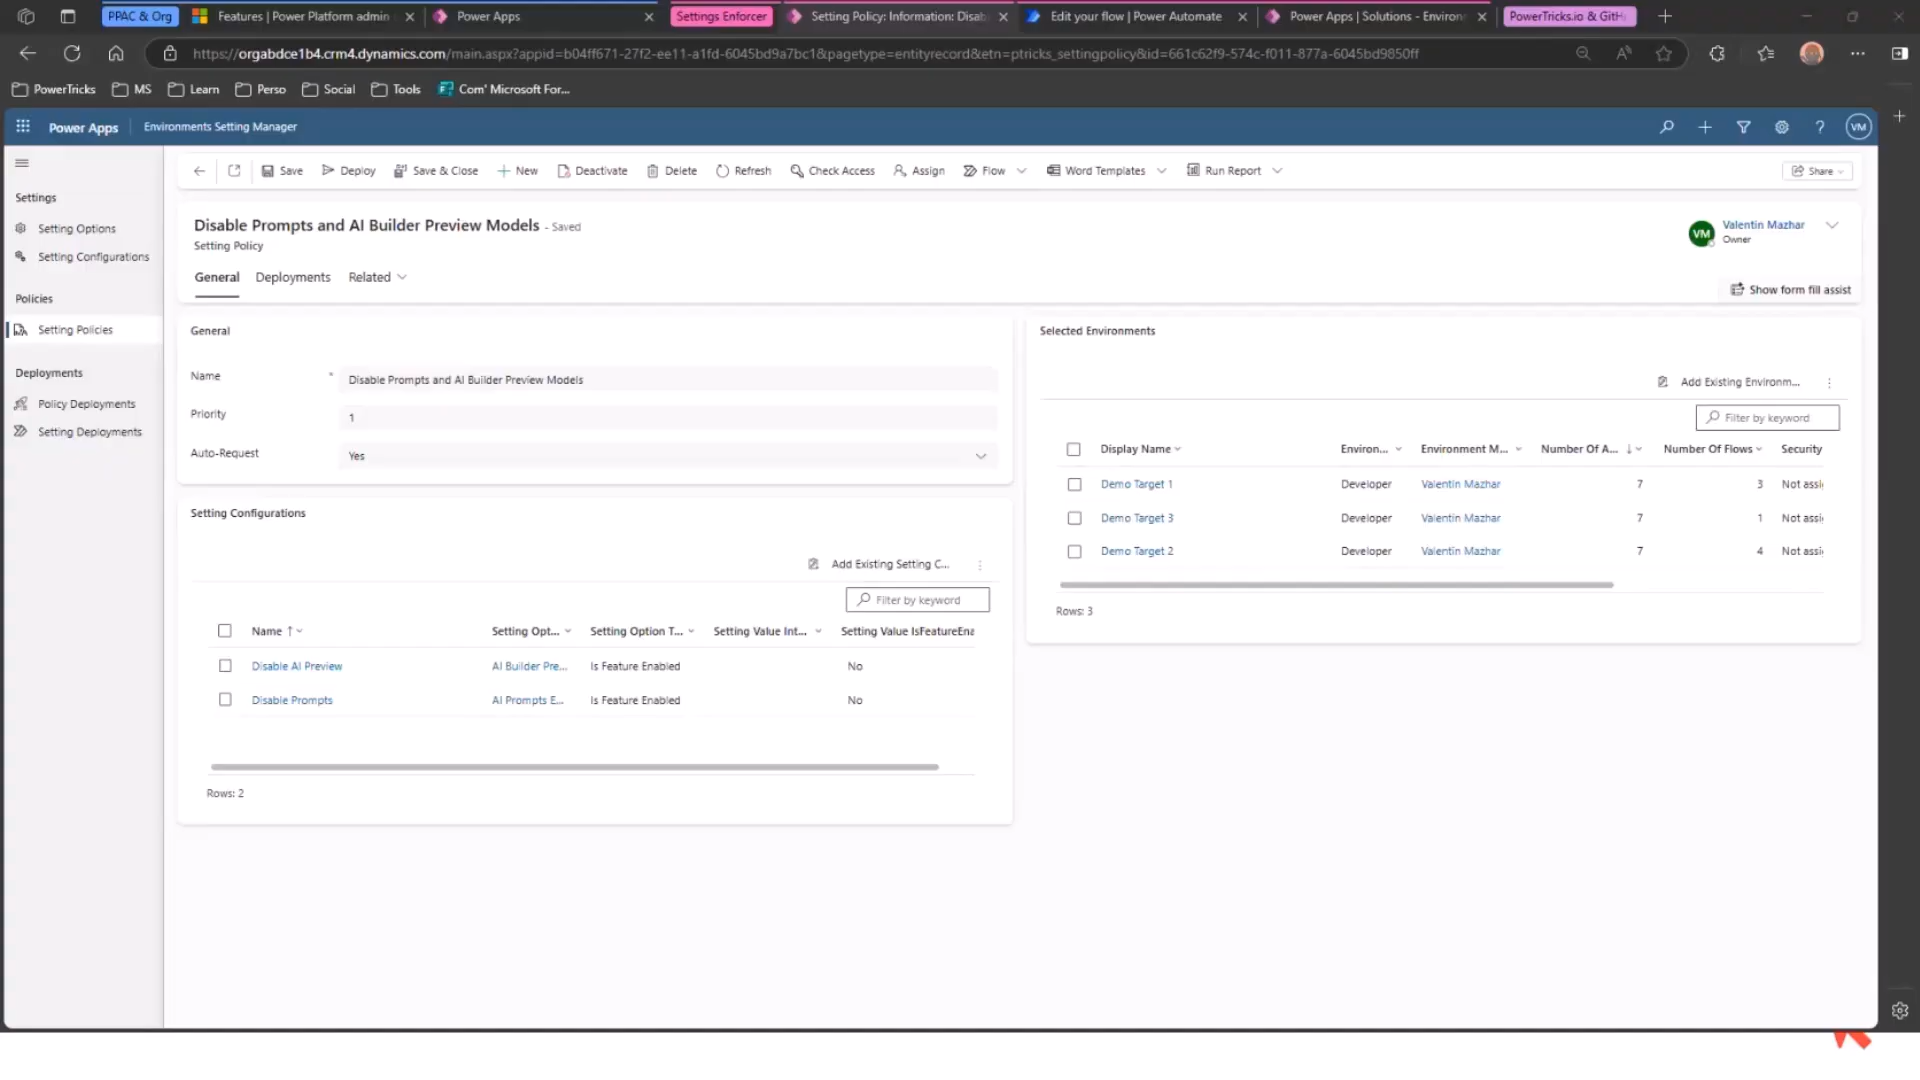 PPAC & Org
Features | Power Platform admin
Power Apps
Settings Enforcer
Setting Policy: Information: Disab
Edit your flow | Power Automate
Power Apps | Solutions - Environ
PowerTricks.io & GitH
https://orgabdce1b4.crm4.dynamics.com/main.aspx?appid=b04ff671-27f2-ee11-a1fd-6045bd9a7bc1&pagetype=entityrecord&etn=ptricks_settingpolicy&id=661c62f9-574c-f011-877a-6045bd9850ff
PowerTricks
MS
Learn
Perso
Social
Tools
Com' Microsoft For...
Power Apps
Environments Setting Manager
VM
Save
Deploy
Save & Close
New
Deactivate
Delete
Refresh
Check Access
Assign
Flow
Word Templates
Run Report
Share
Settings
Setting Options
Setting Configurations
Policies
Setting Policies
Deployments
Policy Deployments
Setting Deployments
Disable Prompts and AI Builder Preview Models - Saved
Setting Policy
VM
Valentin Mazhar
Owner
General
Deployments
Related
Show form fill assist
General
Name *
Disable Prompts and AI Builder Preview Models
Priority
1
Auto-Request
Yes
Setting Configurations
Add Existing Setting C...
Filter by keyword
Name Setting Opt... Setting Option T... Setting Value Int... Setting Value IsFeatureEna
Disable AI Preview AI Builder Pre... Is Feature Enabled No
Disable Prompts AI Prompts E... Is Feature Enabled No
Rows: 2
Selected Environments
Add Existing Environm...
Filter by keyword
Display Name Environ... Environment M... Number Of A... Number Of Flows Security
Demo Target 1 Developer Valentin Mazhar 7 3 Not assi
Demo Target 3 Developer Valentin Mazhar 7 1 Not assi
Demo Target 2 Developer Valentin Mazhar 7 4 Not assi
Rows: 3